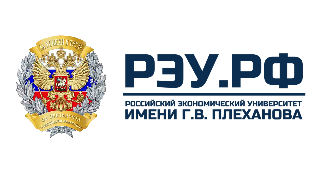 РЭУ.РФ
РОССИЙСКИЙ ЭКОНОМИЧЕСКИЙ УНИВЕРСИТЕТ
ИМЕНИ Г.В. ПЛЕХАНОВА